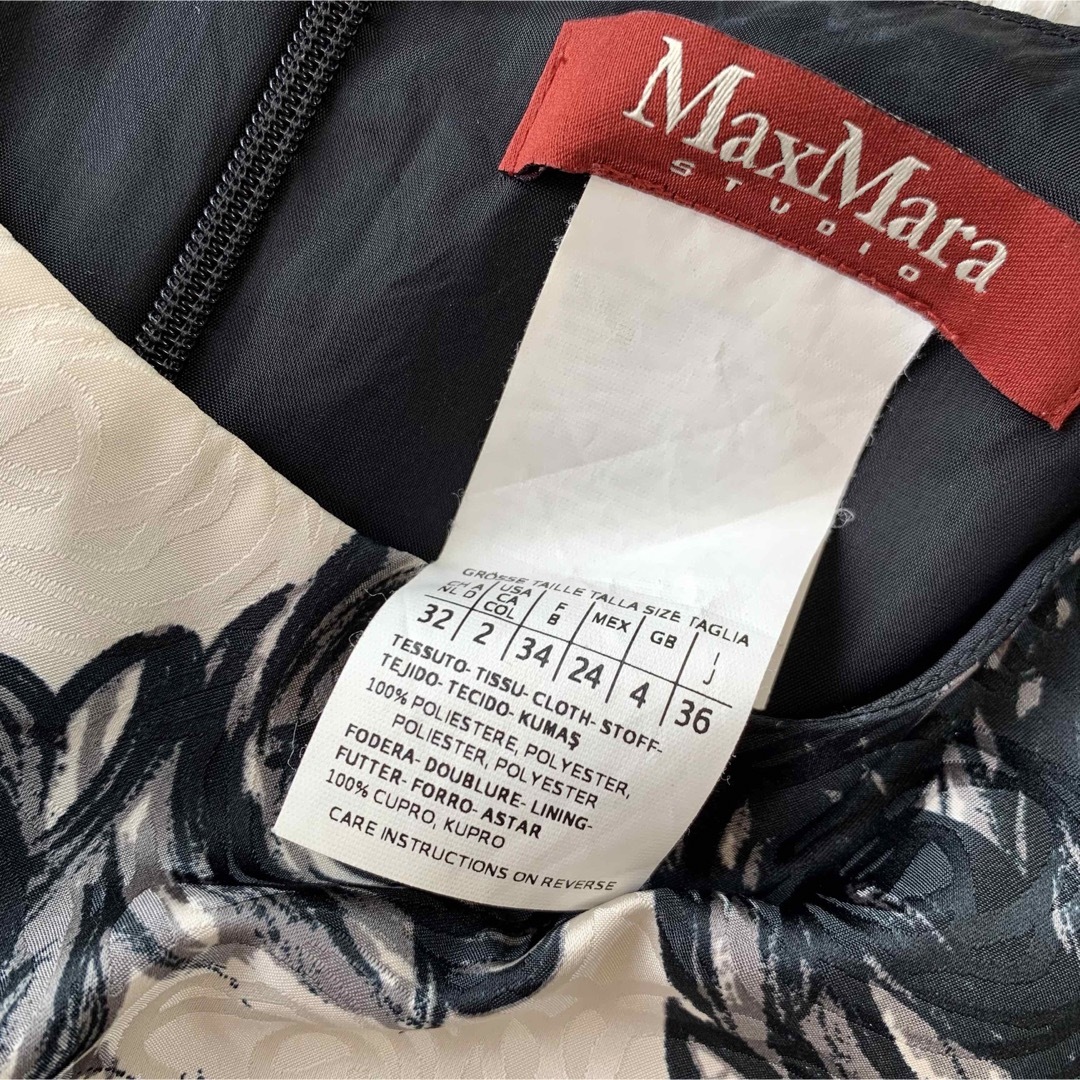 MaxMara
STUDIO
GRÖSSE TAILLE TALLA SIZE TAGLIA
CH A USA F MEX GB I
NL D CA B J
COL
32 2 34 24 4 36
TESSUTO- TISSU- CLOTH- STOFF-
TEJIDO- TECIDO- KUMAŞ
100% POLIESTERE, POLYESTER,
POLIESTER, POLYESTER
FODERA- DOUBLURE- LINING-
FUTTER- FORRO- ASTAR
100% CUPRO, KUPRO
CARE INSTRUCTIONS ON REVERSE